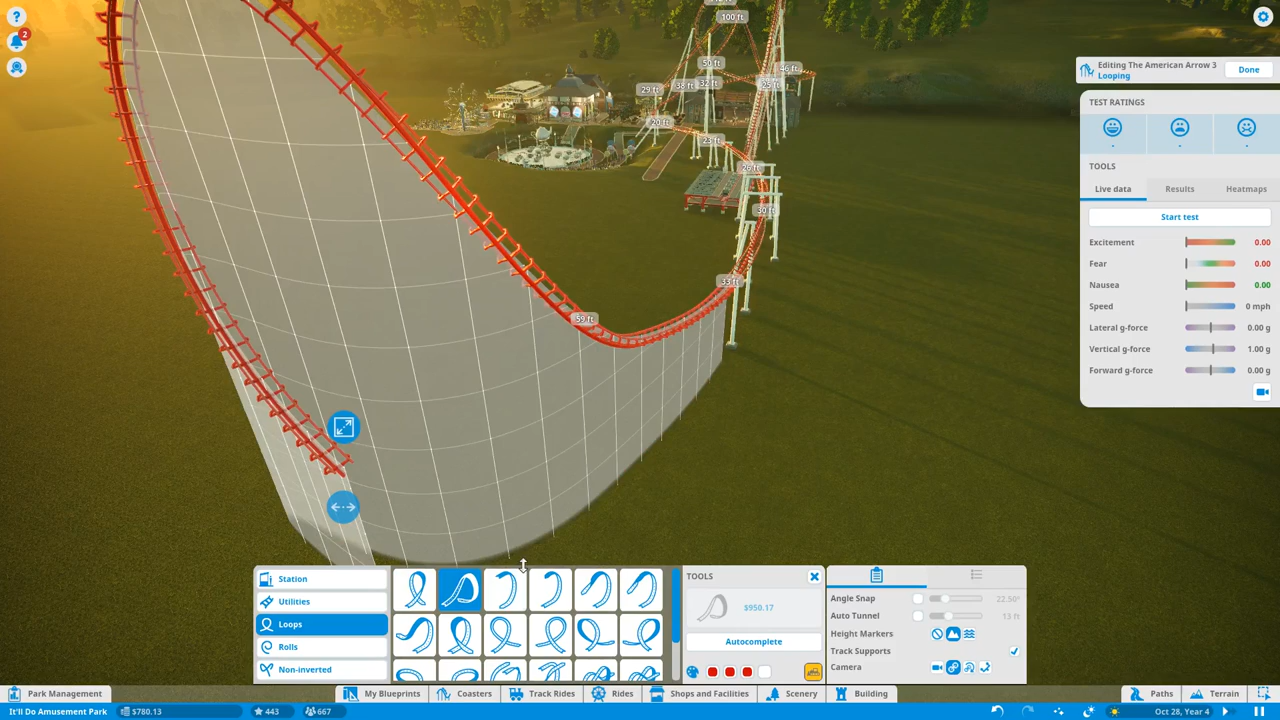 ?
2
100 ft
50 ft
46 ft
29 ft
38 ft
32 ft
25 ft
20 ft
23 ft
30 ft
53 ft
59 ft
Editing The American Arrow 3
Looping
Done
TEST RATINGS
- - -
TOOLS
Live data Results Heatmaps
Start test
Excitement 0.00
Fear 0.00
Nausea 0.00
Speed 0 mph
Lateral g-force 0.00 g
Vertical g-force 1.00 g
Forward g-force 0.00 g
Station
Utilities
Loops
Rolls
Non-inverted
TOOLS
$950.17
Autocomplete
Angle Snap 22.50°
Auto Tunnel 13 ft
Height Markers
Track Supports
Camera
Park Management My Blueprints Coasters Track Rides Rides Shops and Facilities Scenery Building Paths Terrain
It'll Do Amusement Park $780.13 443 667 Oct 28, Year 4